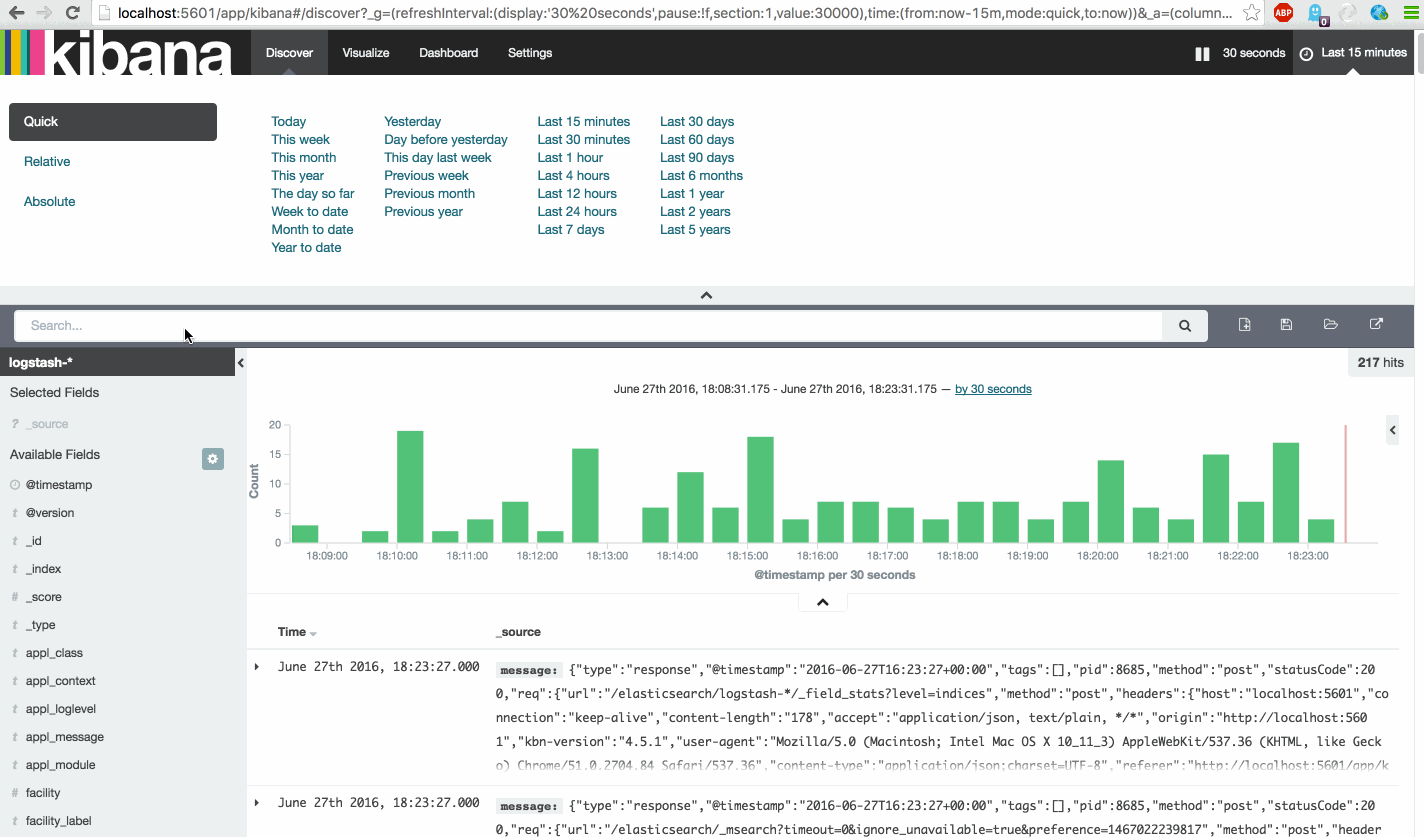 localhost:5601/app/kibana#/discover?_g=(refreshInterval:(display:'30%20seconds',pause:!f,section:1,value:30000),time:(from:now-15m,mode:quick,to:now))&_a=(column...
ABP
0
kibana
Discover Visualize Dashboard Settings 30 seconds Last 15 minutes
Quick
Relative
Absolute
Today Yesterday Last 15 minutes Last 30 days
This week Day before yesterday Last 30 minutes Last 60 days
This month This day last week Last 1 hour Last 90 days
This year Previous week Last 4 hours Last 6 months
The day so far Previous month Last 12 hours Last 1 year
Week to date Previous year Last 24 hours Last 2 years
Month to date Last 7 days Last 5 years
Year to date
Search...
logstash-*
217 hits
Selected Fields
? _source
Available Fields
@timestamp
t @version
t _id
t _index
# _score
t _type
t appl_class
t appl_context
t appl_loglevel
t appl_message
t appl_module
# facility
t facility_label
June 27th 2016, 18:08:31.175 - June 27th 2016, 18:23:31.175 — by 30 seconds
Count
20
15
10
5
0
18:09:00 18:10:00 18:11:00 18:12:00 18:13:00 18:14:00 18:15:00 18:16:00 18:17:00 18:18:00 18:19:00 18:20:00 18:21:00 18:22:00 18:23:00
@timestamp per 30 seconds
Time _source
June 27th 2016, 18:23:27.000 message: {"type":"response","@timestamp":"2016-06-27T16:23:27+00:00","tags":[],"pid":8685,"method":"post","statusCode":20
0,"req":{"url":"/elasticsearch/logstash-*/_field_stats?level=indices","method":"post","headers":{"host":"localhost:5601","co
nnection":"keep-alive","content-length":"178","accept":"application/json, text/plain, */*","origin":"http://localhost:560
1","kbn-version":"4.5.1","user-agent":"Mozilla/5.0 (Macintosh; Intel Mac OS X 10_11_3) AppleWebKit/537.36 (KHTML, like Geck
o) Chrome/51.0.2704.84 Safari/537.36","content-type":"application/json;charset=UTF-8","referer":"http://localhost:5601/app/k
June 27th 2016, 18:23:27.000 message: {"type":"response","@timestamp":"2016-06-27T16:23:27+00:00","tags":[],"pid":8685,"method":"post","statusCode":20
0,"req":{"url":"/elasticsearch/_msearch?timeout=0&ignore_unavailable=true&preference=1467022239817","method":"post","header